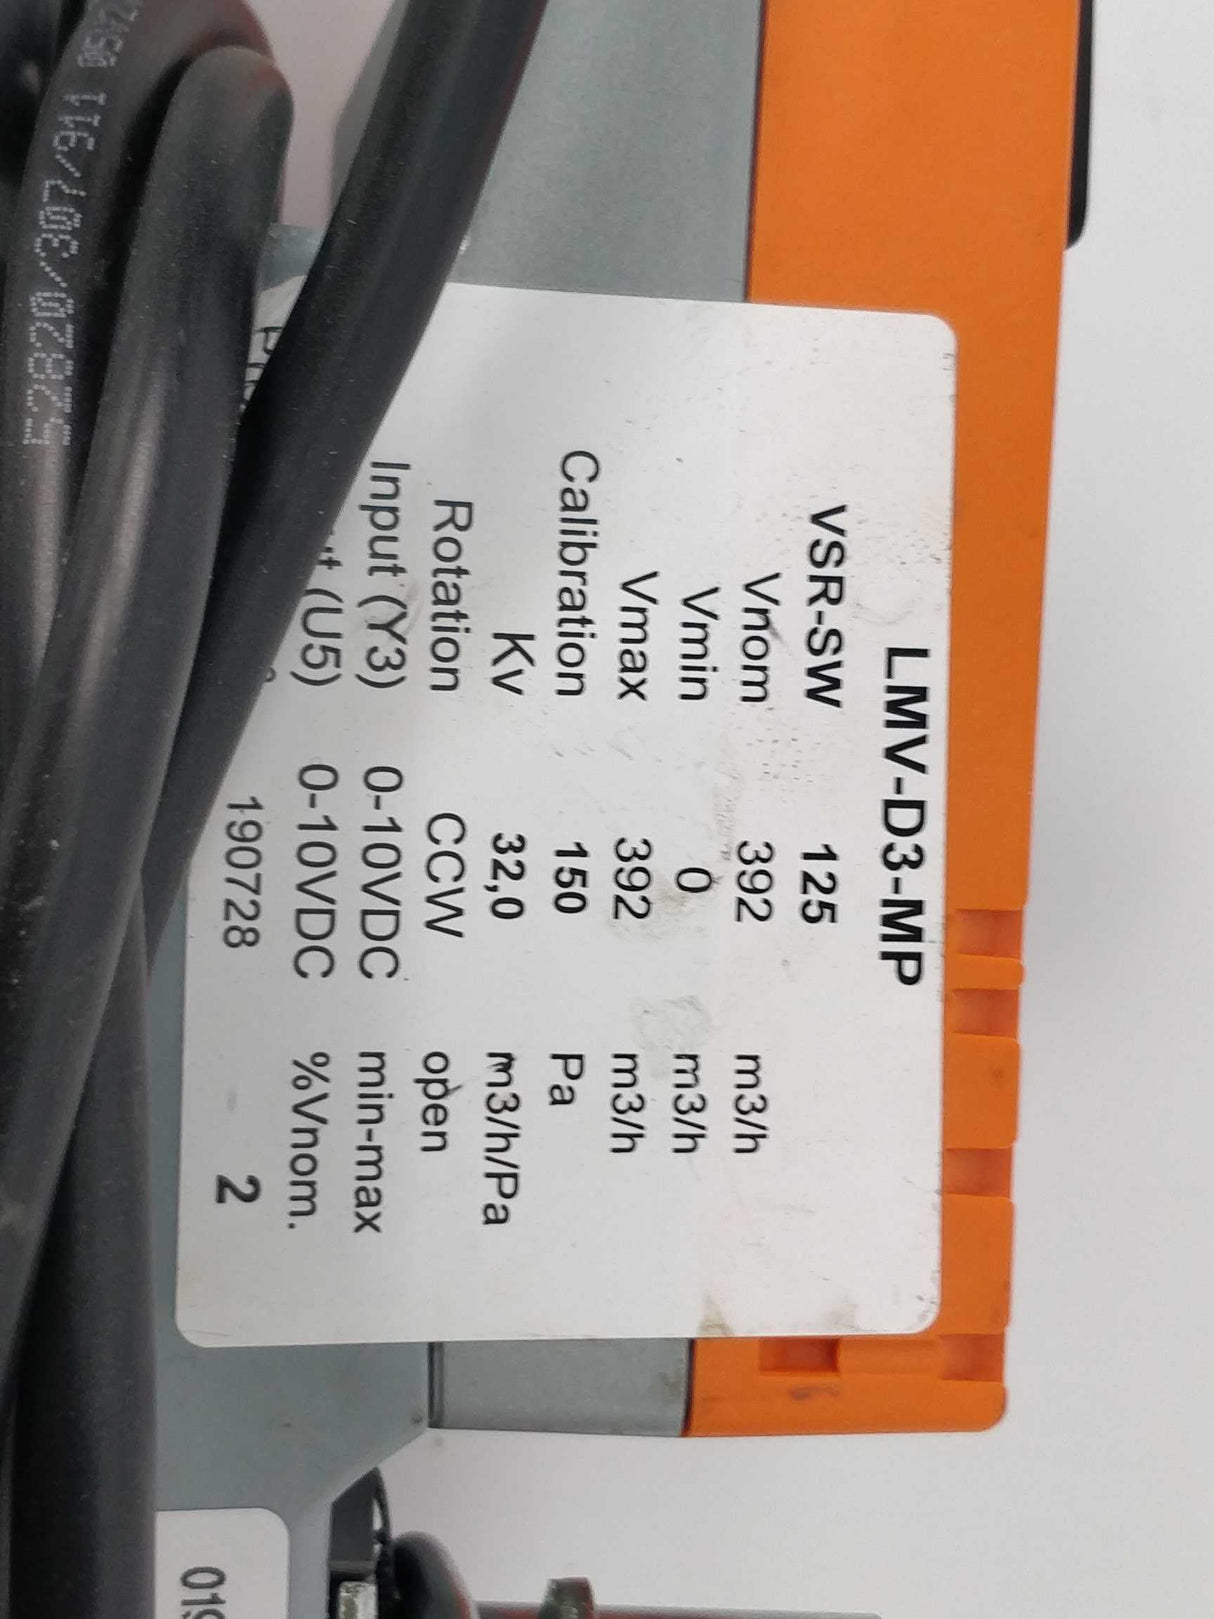 LMV-D3-MP
VSR-SW 125
Vnom 392 m3/h
Vmin 0 m3/h
Vmax 392 m3/h
Calibration 150 Pa
Kv 32,0 m3/h/Pa
Rotation CCW open
Input (Y3) 0-10VDC min-max
(U5) 0-10VDC %Vnom.
190728 2